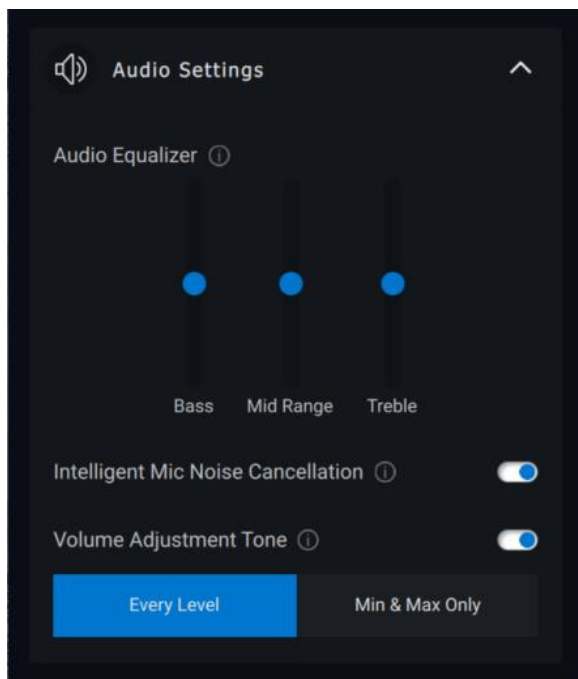 Audio Settings
Audio Equalizer
Bass Mid Range Treble
Intelligent Mic Noise Cancellation
Volume Adjustment Tone
Every Level Min & Max Only